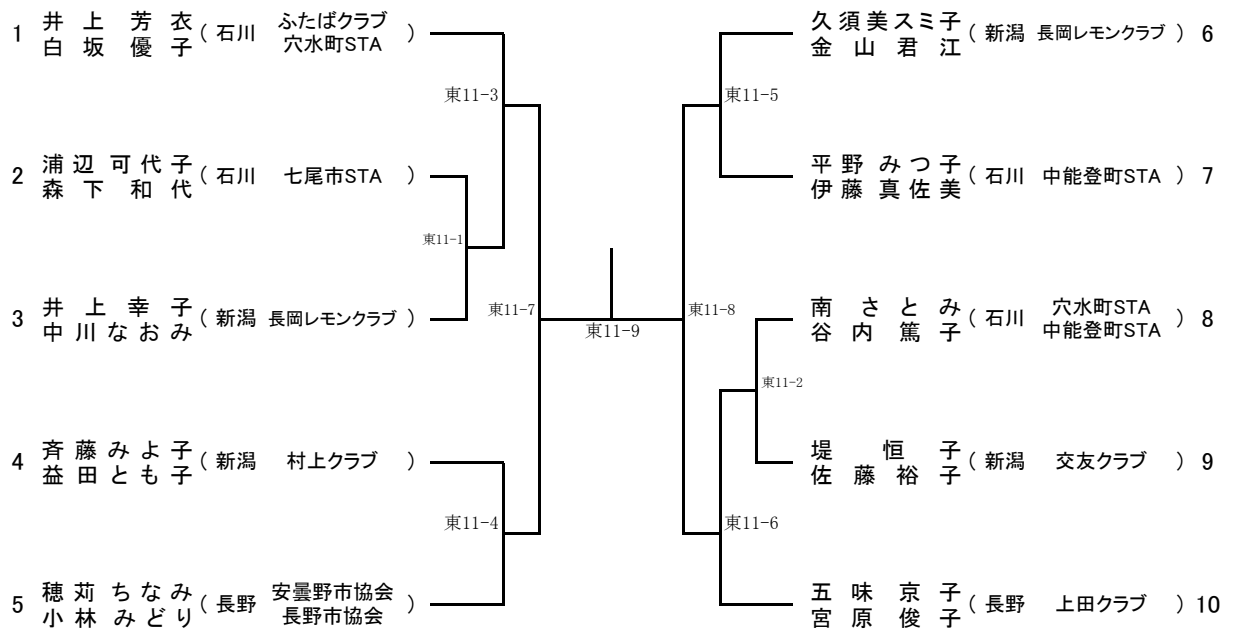 1 井上芳衣 (石川 ふたばクラブ
白坂優子 穴水町STA )
東11-3
2 浦辺可代子 (石川 七尾市STA )
森下和代
東11-1
3 井上幸子 (新潟 長岡レモンクラブ )
中川なおみ
東11-7
4 斉藤みよ子 (新潟 村上クラブ )
益田とも子
東11-4
5 穂苅ちなみ (長野 安曇野市協会
小林みどり 長野市協会 )
東11-9
久須美スミ子 (新潟 長岡レモンクラブ ) 6
金山君江
東11-5
平野みつ子 (石川 中能登町STA ) 7
伊藤真佐美
東11-8
南さとみ (石川 穴水町STA
谷内篤子 中能登町STA ) 8
東11-2
堤恒子 (新潟 交友クラブ ) 9
佐藤裕子
東11-6
五味京子 (長野 上田クラブ ) 10
宮原俊子